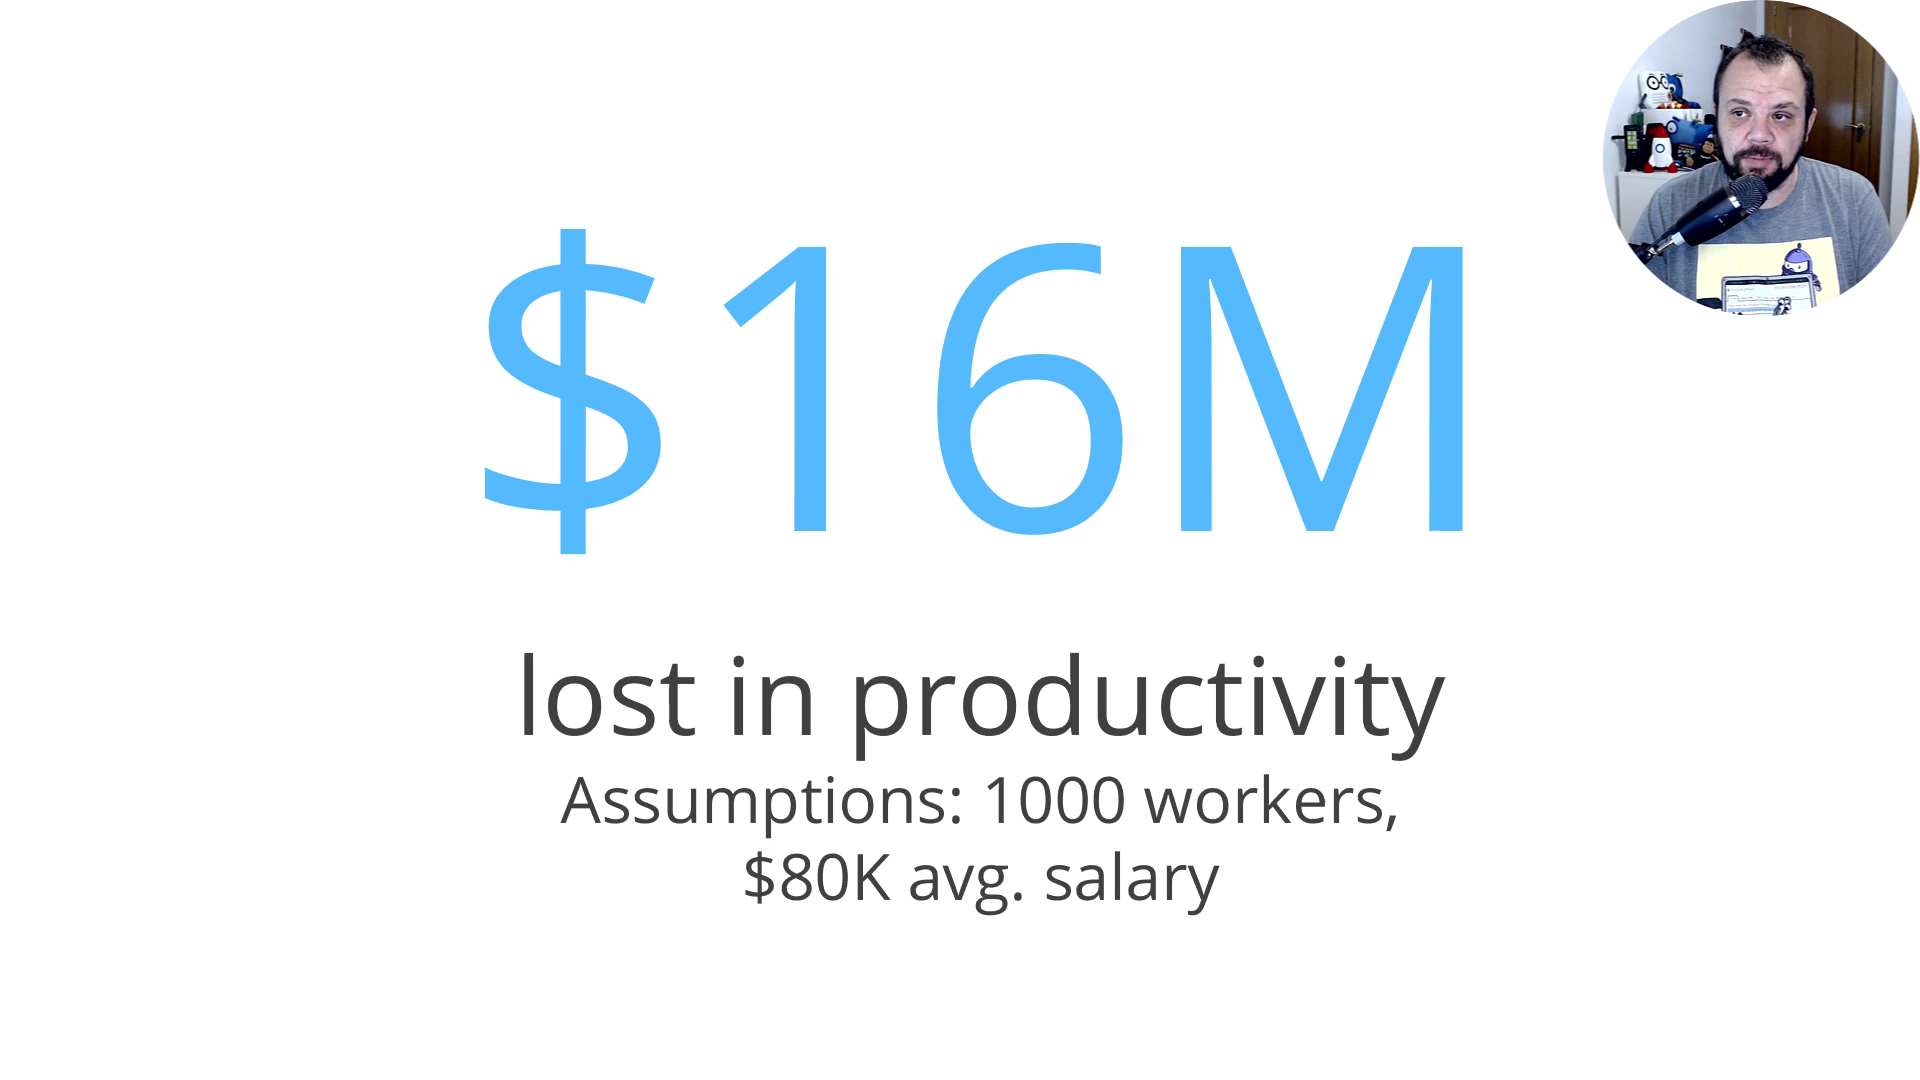 $16M
lost in productivity
Assumptions: 1000 workers,
$80K avg. salary